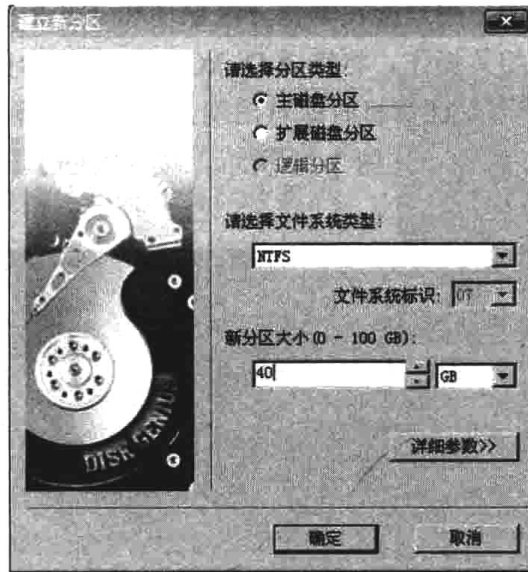 建立新分区
请选择分区类型:
主磁盘分区
扩展磁盘分区
逻辑分区
请选择文件系统类型:
NTFS
文件系统标识: 07
新分区大小(0 - 100 GB):
40 GB
详细参数>>
确定 取消
DISK GENIUS